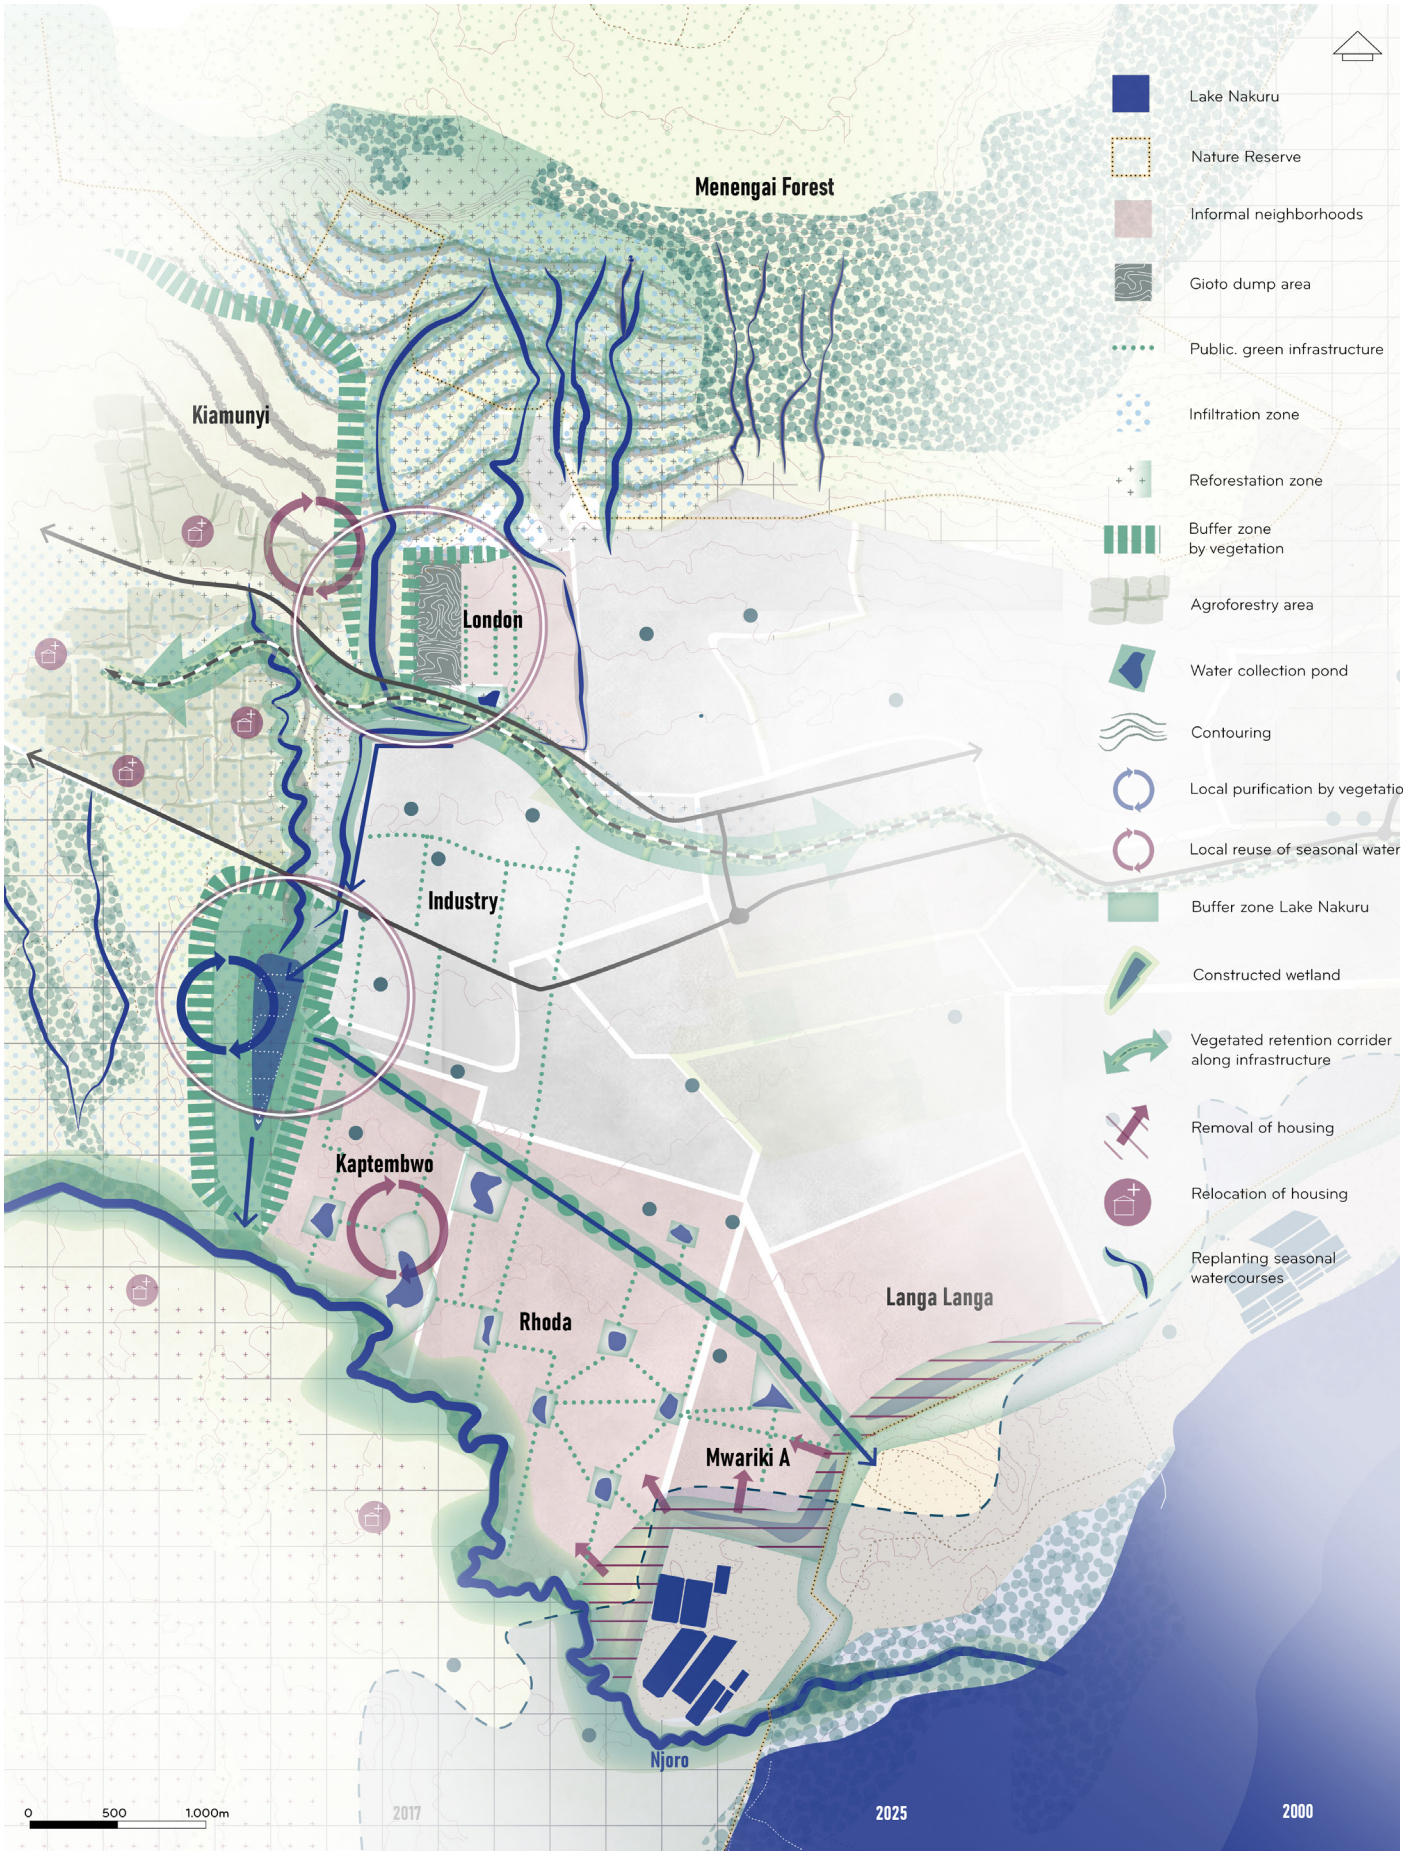 Menengai Forest
Kiamunyi
London
Industry
Kaptembwo
Rhoda
Langa Langa
Mwariki A
Njoro
Lake Nakuru
Nature Reserve
Informal neighborhoods
Gioto dump area
Public. green infrastructure
Infiltration zone
Reforestation zone
Buffer zone
by vegetation
Agroforestry area
Water collection pond
Contouring
Local purification by vegetatio
Local reuse of seasonal water
Buffer zone Lake Nakuru
Constructed wetland
Vegetated retention corrider
along infrastructure
Removal of housing
Relocation of housing
Replanting seasonal
watercourses
0 500 1.000m
2017
2025
2000